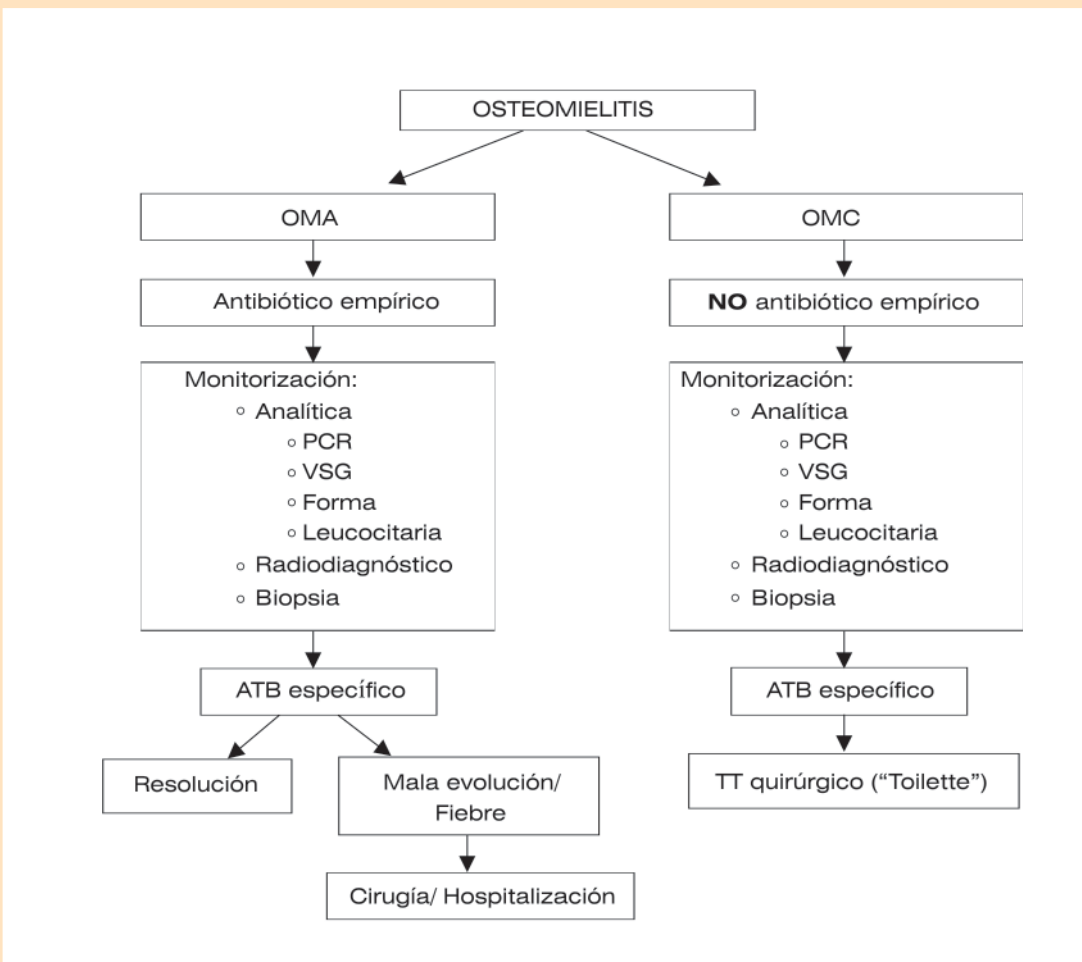 OSTEOMIELITIS
OMA
Antibiótico empírico
Monitorización:
Analítica
PCR
VSG
Forma
Leucocitaria
Radiodiagnóstico
Biopsia
ATB específico
Resolución
Mala evolución/
Fiebre
Cirugía/ Hospitalización
OMC
NO antibiótico empírico
Monitorización:
Analítica
PCR
VSG
Forma
Leucocitaria
Radiodiagnóstico
Biopsia
ATB específico
TT quirúrgico (“Toilette”)